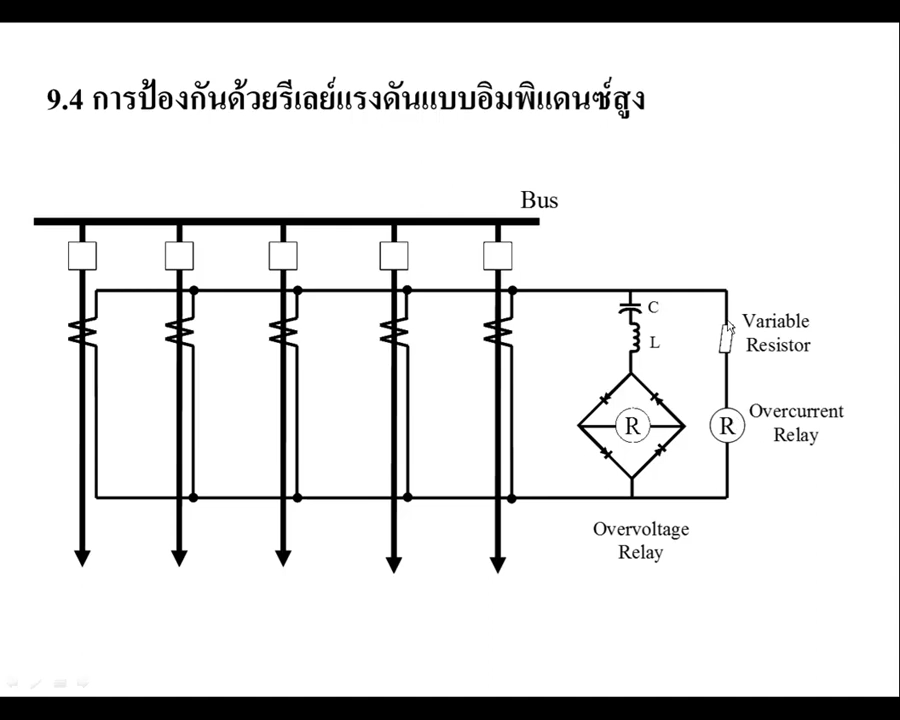 9.4 การป้องกันด้วยรีเลย์แรงดันแบบอิมพิแดนซ์สูง
Bus
C
L
Variable
Resistor
R
R
Overcurrent
Relay
Overvoltage
Relay